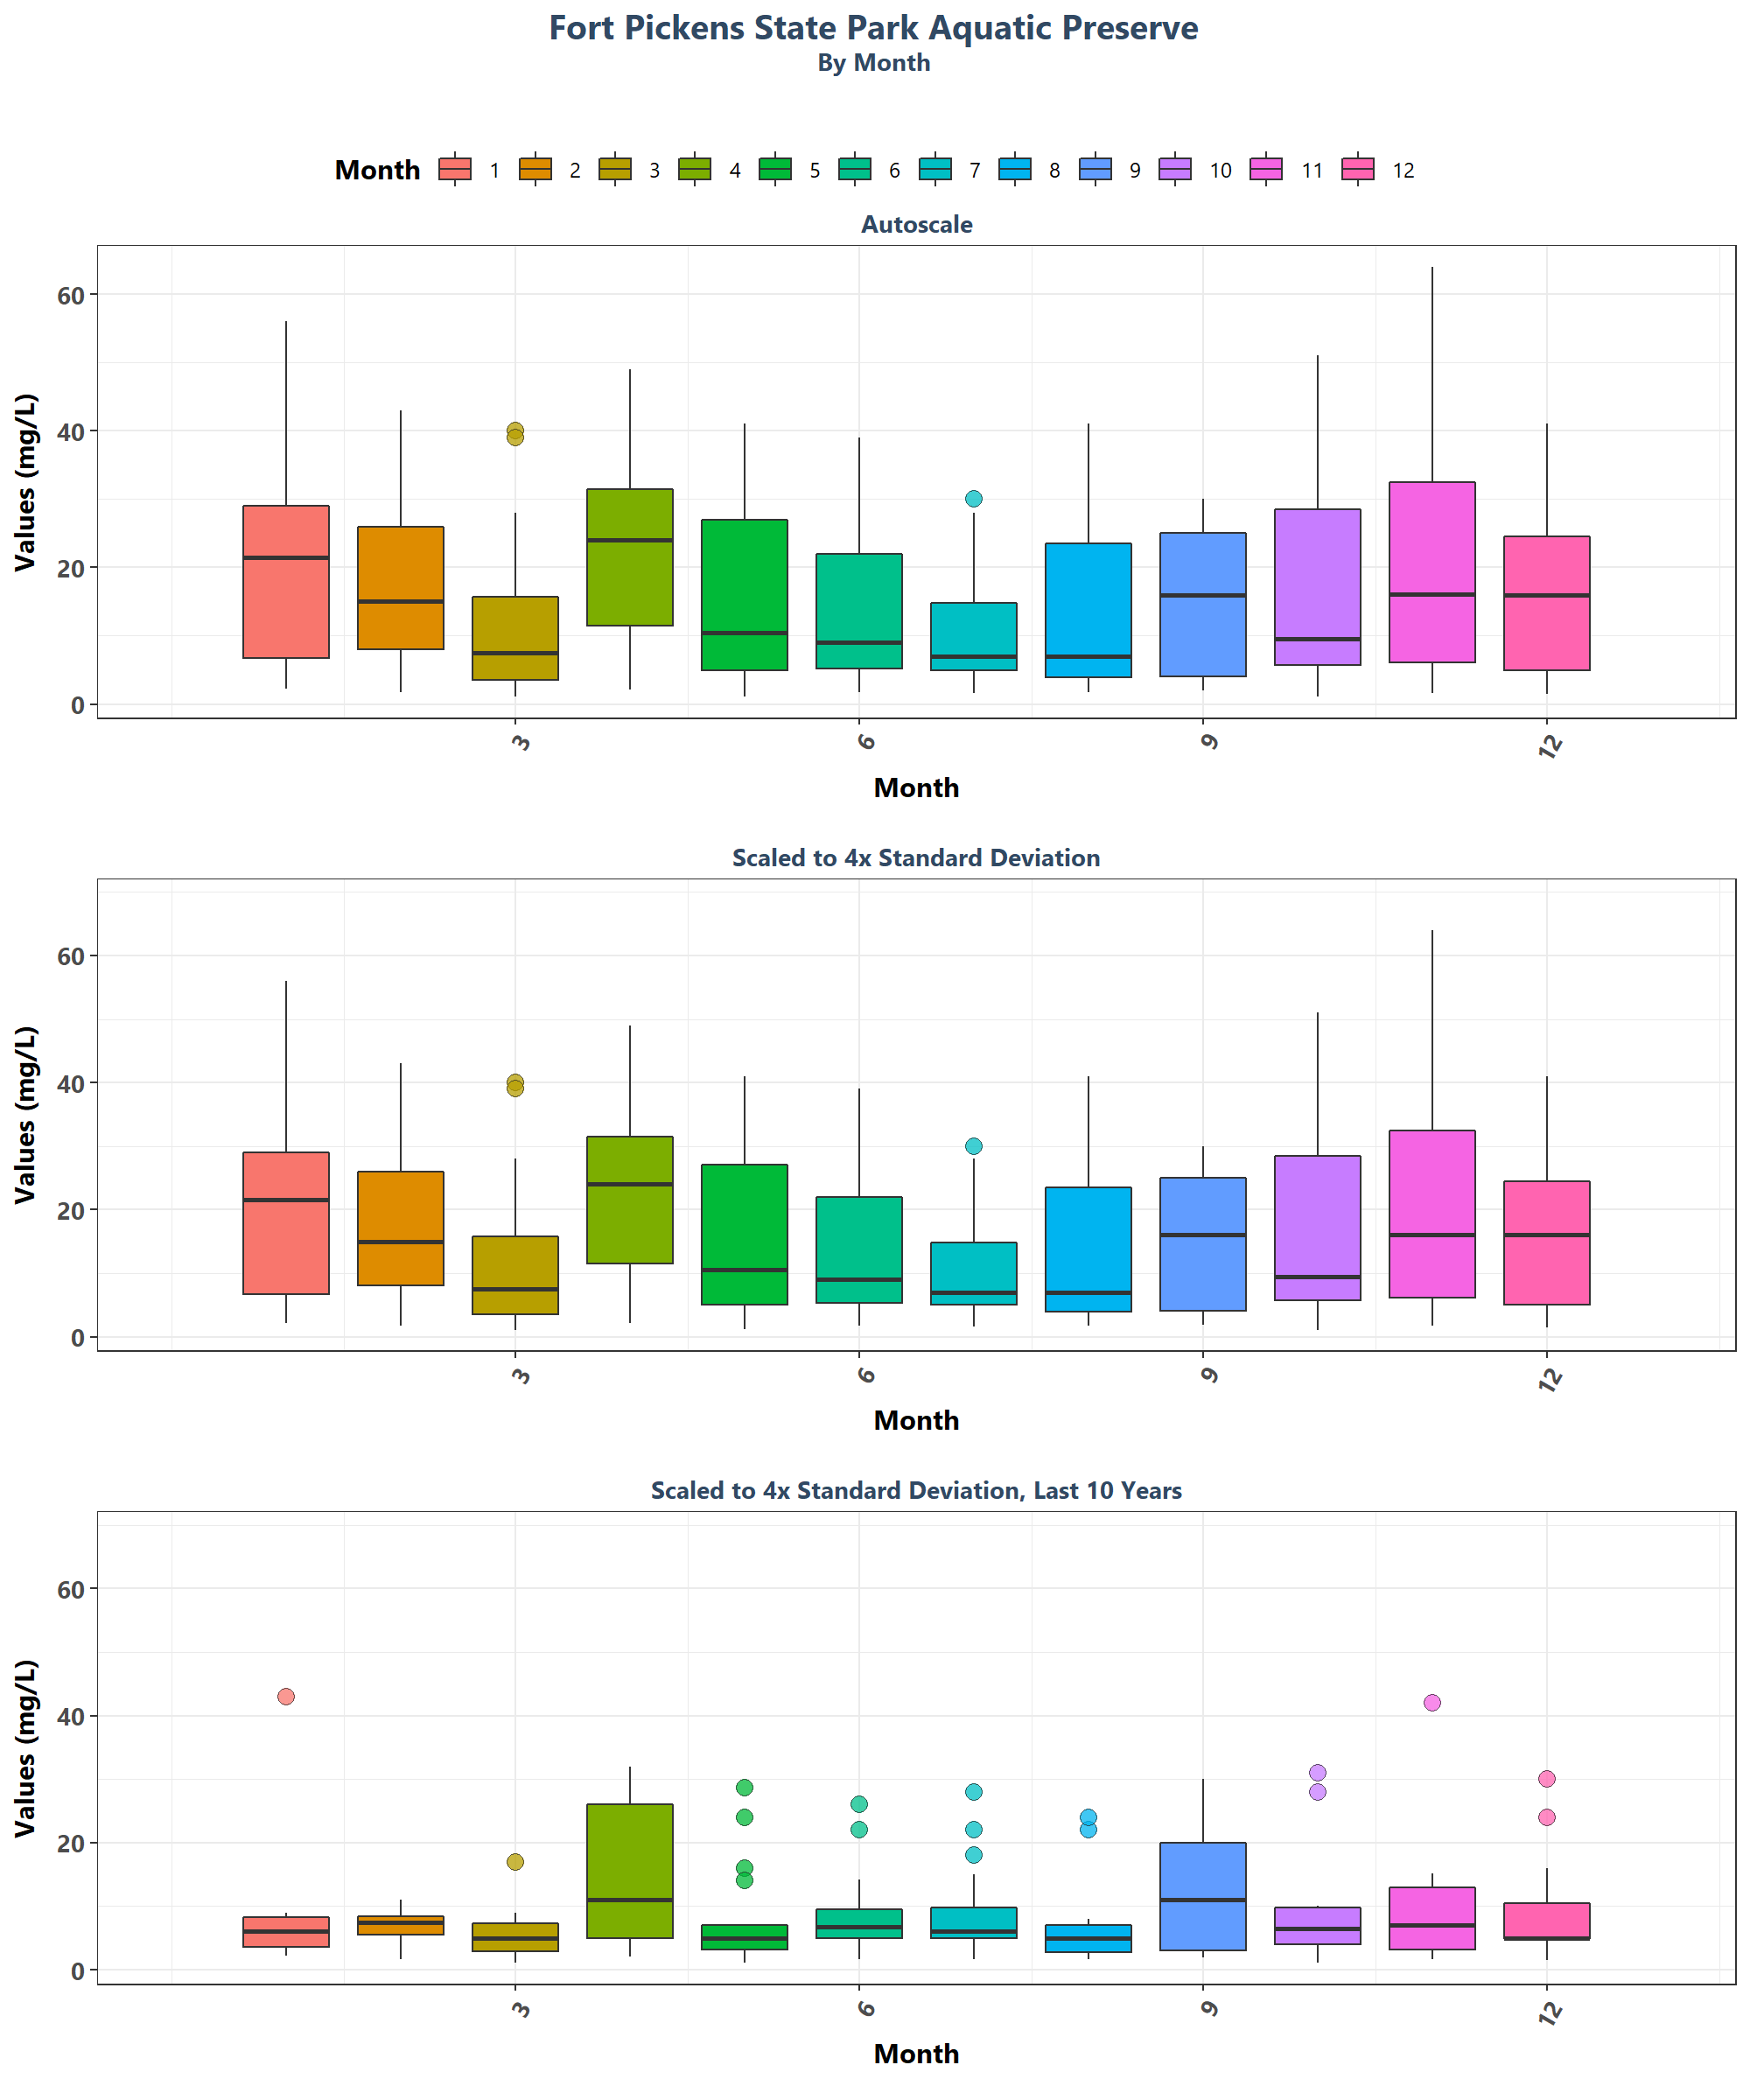 Fort Pickens State Park Aquatic Preserve
By Month
Month 1 2 3 4 5 6 7 8 9 10 11 12
Autoscale
Values (mg/L)
60
40
20
0
3 6 9 12
Month
Scaled to 4x Standard Deviation
Values (mg/L)
60
40
20
0
3 6 9 12
Month
Scaled to 4x Standard Deviation, Last 10 Years
Values (mg/L)
60
40
20
0
3 6 9 12
Month